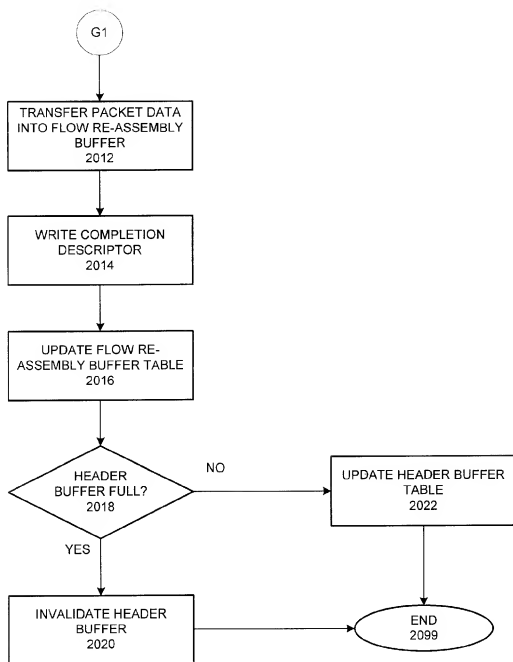 G1
TRANSFER PACKET DATA
INTO FLOW RE-ASSEMBLY
BUFFER
2012
WRITE COMPLETION
DESCRIPTOR
2014
UPDATE FLOW RE-
ASSEMBLY BUFFER TABLE
2016
HEADER
BUFFER FULL?
2018
NO
UPDATE HEADER BUFFER
TABLE
2022
YES
INVALIDATE HEADER
BUFFER
2020
END
2099